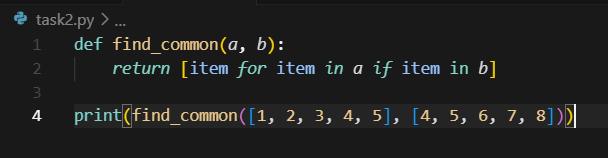 task2.py > ...
1 def find_common(a, b):
2     return [item for item in a if item in b]
3
4 print(find_common([1, 2, 3, 4, 5], [4, 5, 6, 7, 8]))